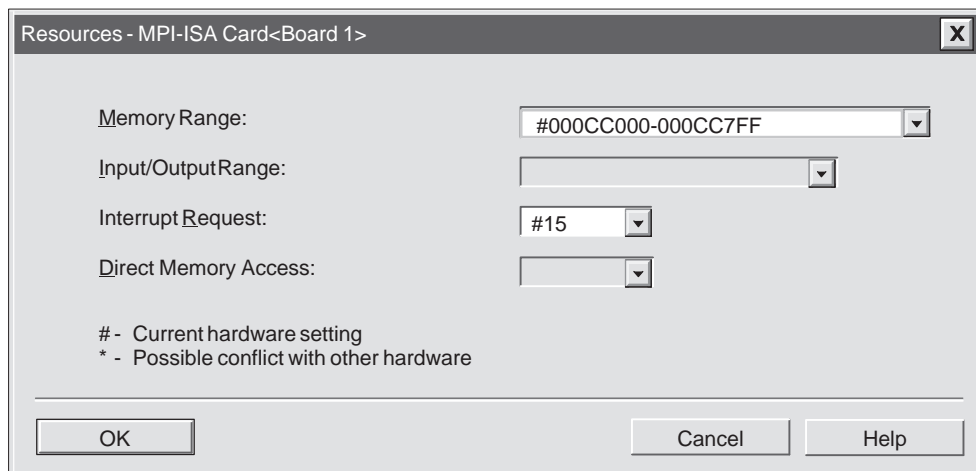 Resources - MPI-ISA Card<Board 1>
X
Memory Range:
#000CC000-000CC7FF
Input/Output Range:
Interrupt Request:
#15
Direct Memory Access:
# - Current hardware setting
* - Possible conflict with other hardware
OK
Cancel
Help